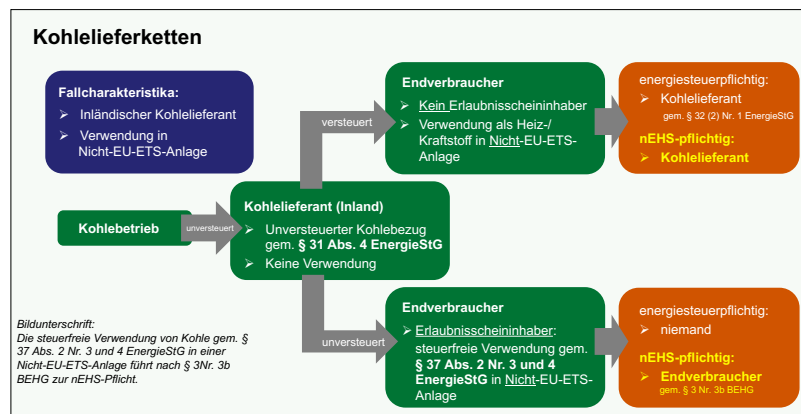 Kohlelieferketten
Fallcharakteristika:
➢ Inländischer Kohlelieferant
➢ Verwendung in
Nicht-EU-ETS-Anlage
Kohlebetrieb
unversteuert
Kohlelieferant (Inland)
➢ Unversteuerter Kohlebezug
gem. § 31 Abs. 4 EnergieStG
➢ Keine Verwendung
versteuert
Endverbraucher
➢ Kein Erlaubnisscheininhaber
➢ Verwendung als Heiz-/
Kraftstoff in Nicht-EU-ETS-
Anlage
energiesteuerpflichtig:
➢ Kohlelieferant
gem. § 32 (2) Nr. 1 EnergieStG
nEHS-pflichtig:
➢ Kohlelieferant
unversteuert
Endverbraucher
➢ Erlaubnisscheininhaber:
steuerfreie Verwendung gem.
§ 37 Abs. 2 Nr. 3 und 4
EnergieStG in Nicht-EU-ETS-
Anlage
energiesteuerpflichtig:
➢ niemand
nEHS-pflichtig:
➢ Endverbraucher
gem. § 3 Nr. 3b BEHG
Bildunterschrift:
Die steuerfreie Verwendung von Kohle gem. §
37 Abs. 2 Nr. 3 und 4 EnergieStG in einer
Nicht-EU-ETS-Anlage führt nach § 3Nr. 3b
BEHG zur nEHS-Pflicht.